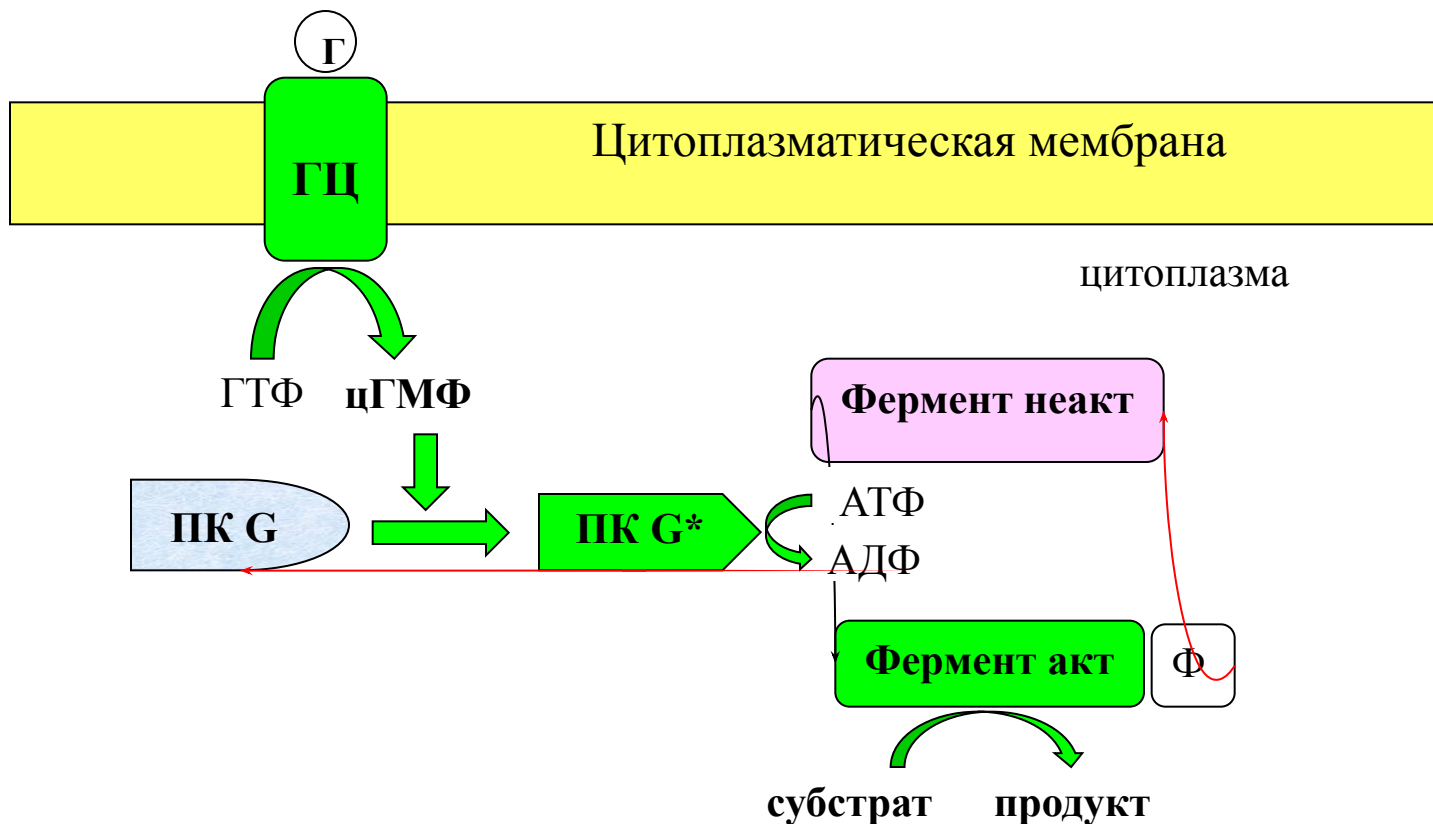 Г
Цитоплазматическая мембрана
ГЦ
цитоплазма
ГТФ цГМФ
Фермент неакт
АТФ
ПК G
ПК G*
АДФ
Фермент акт
Ф
субстрат продукт